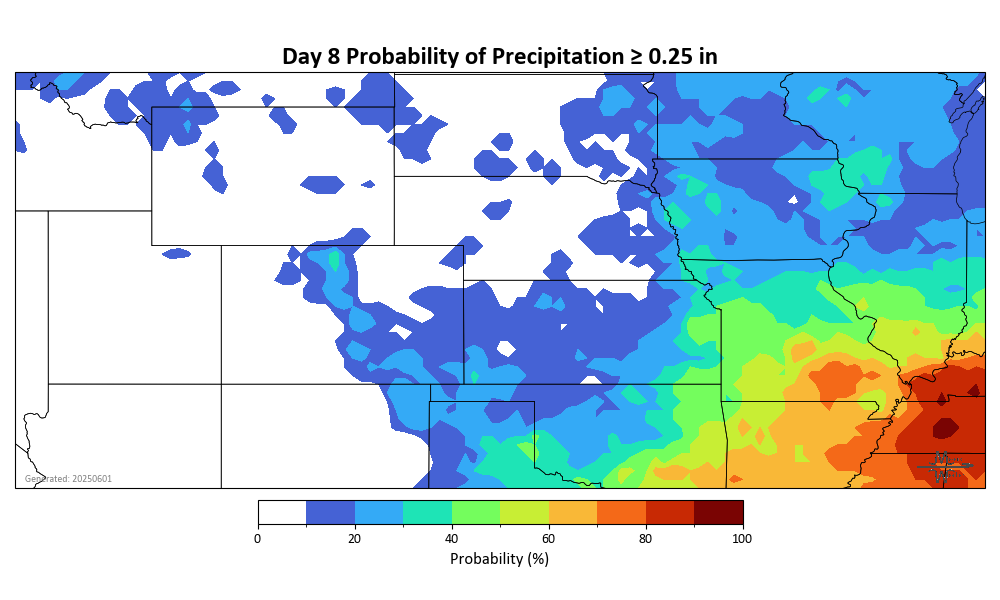 Day 8 Probability of Precipitation ≥ 0.25 in
Generated: 20250601
0 20 40 60 80 100
Probability (%)